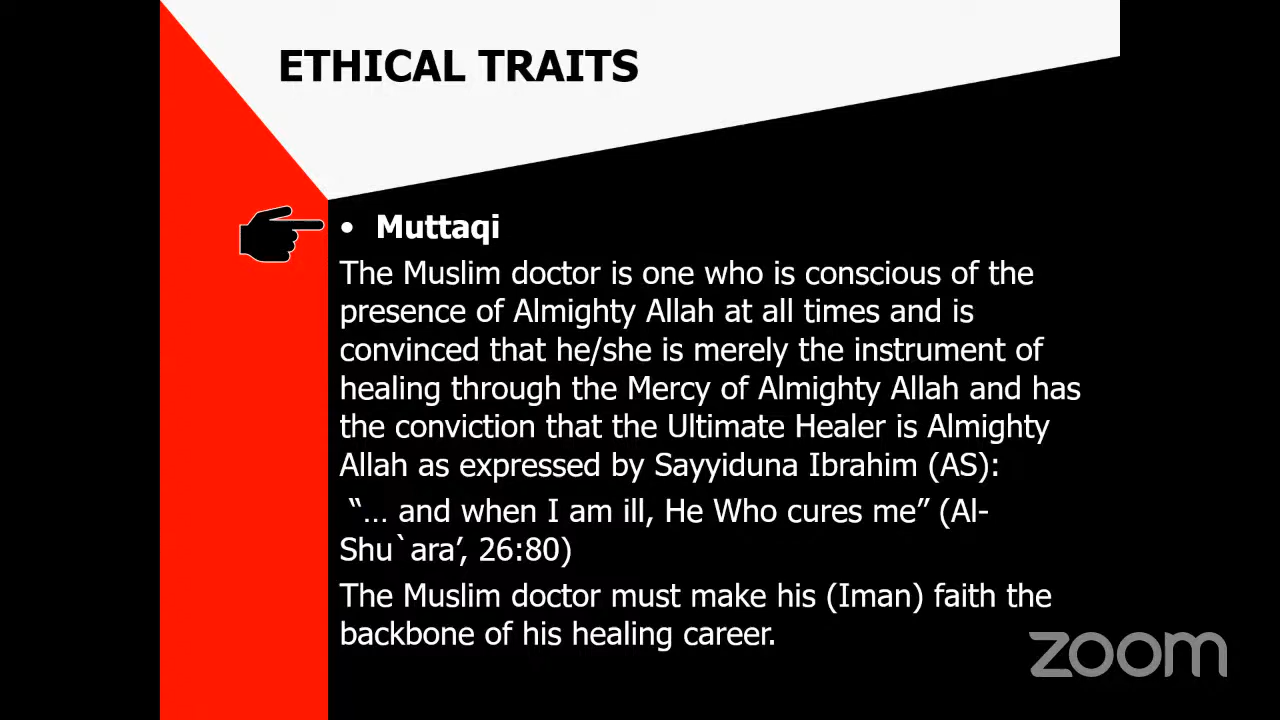 ETHICAL TRAITS
• Muttaqi
The Muslim doctor is one who is conscious of the
presence of Almighty Allah at all times and is
convinced that he/she is merely the instrument of
healing through the Mercy of Almighty Allah and has
the conviction that the Ultimate Healer is Almighty
Allah as expressed by Sayyiduna Ibrahim (AS):
“… and when I am ill, He Who cures me” (Al-
Shu`ara’, 26:80)
The Muslim doctor must make his (Iman) faith the
backbone of his healing career.
zoom